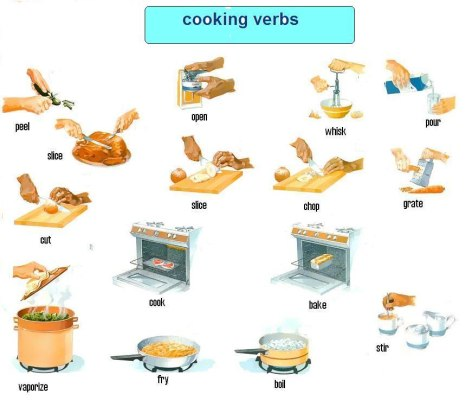 cooking verbs
peel
open
whisk
pour
slice
slice
chop
grate
cut
cook
bake
stir
vaporize
fry
boil